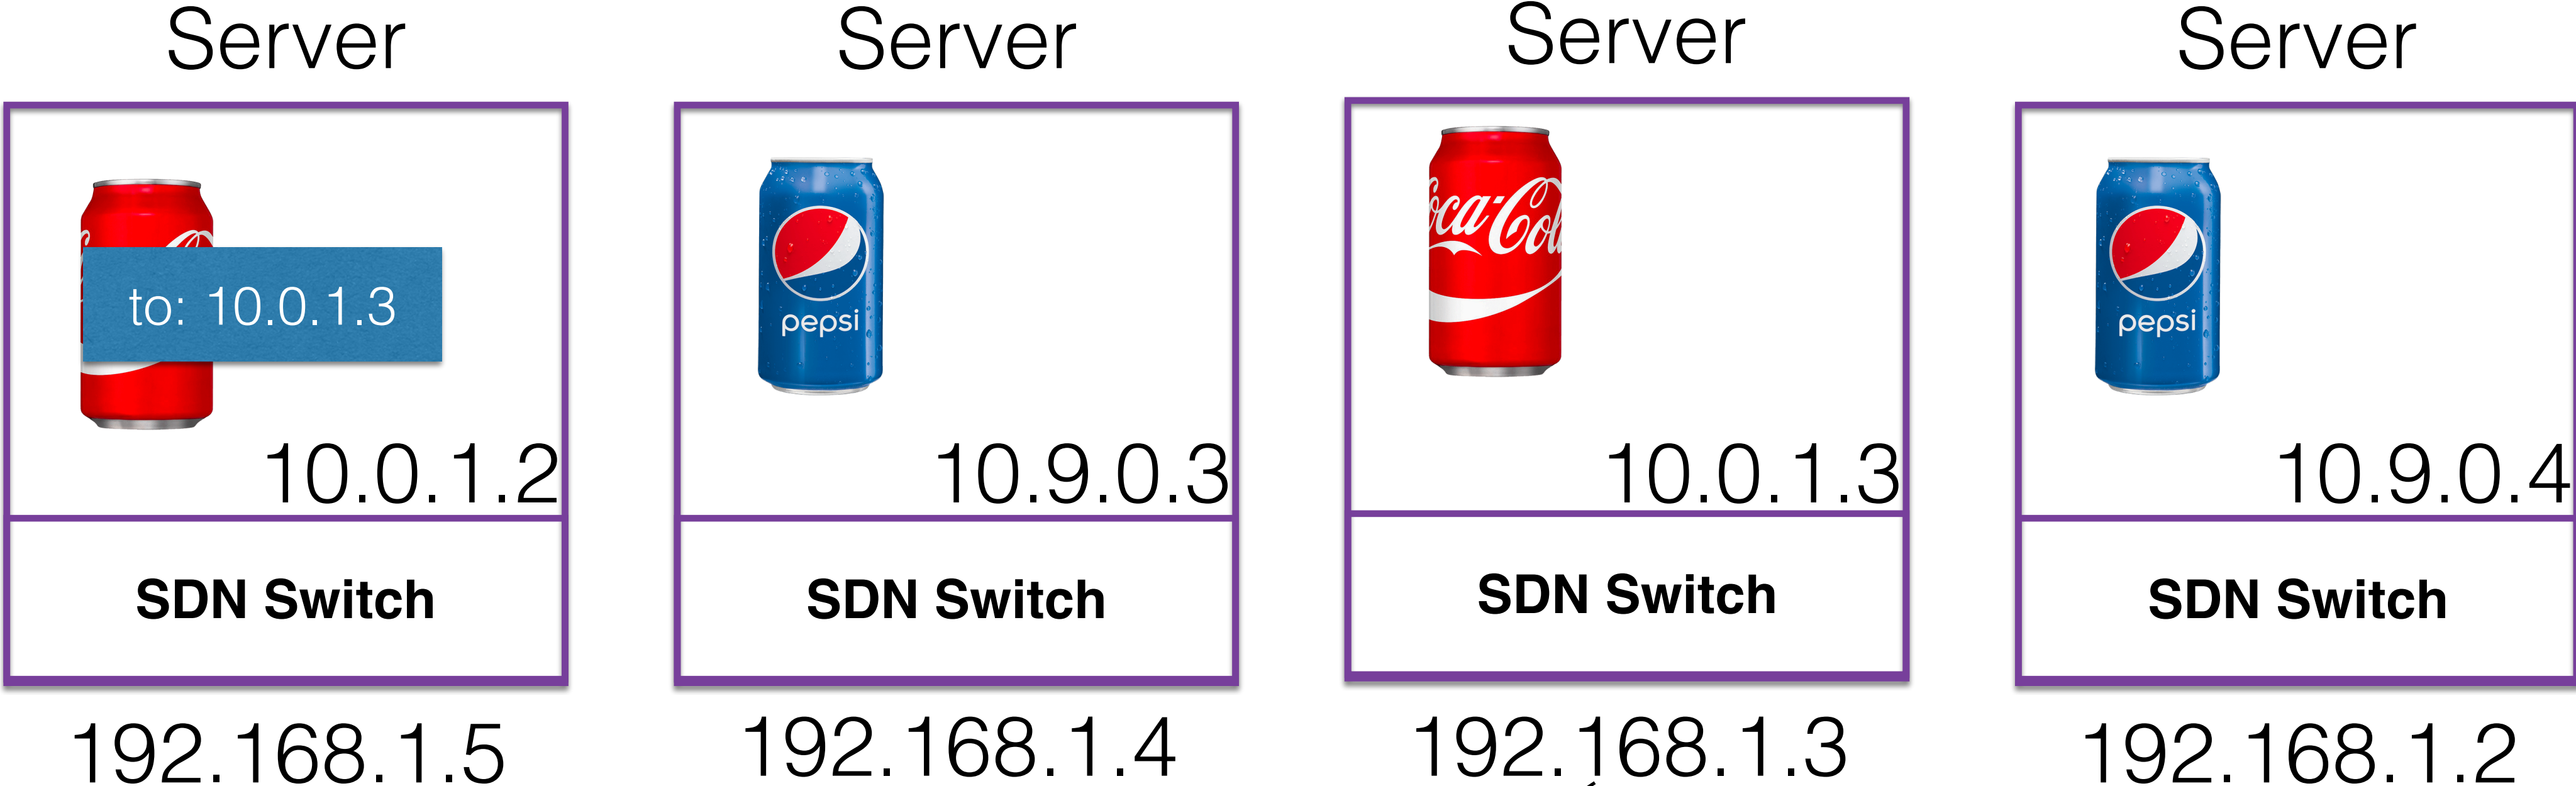 Server
to: 10.0.1.3
10.0.1.2
SDN Switch
192.168.1.5
Server
pepsi
10.9.0.3
SDN Switch
192.168.1.4
Server
Coca-Cola
10.0.1.3
SDN Switch
192.168.1.3
Server
pepsi
10.9.0.4
SDN Switch
192.168.1.2